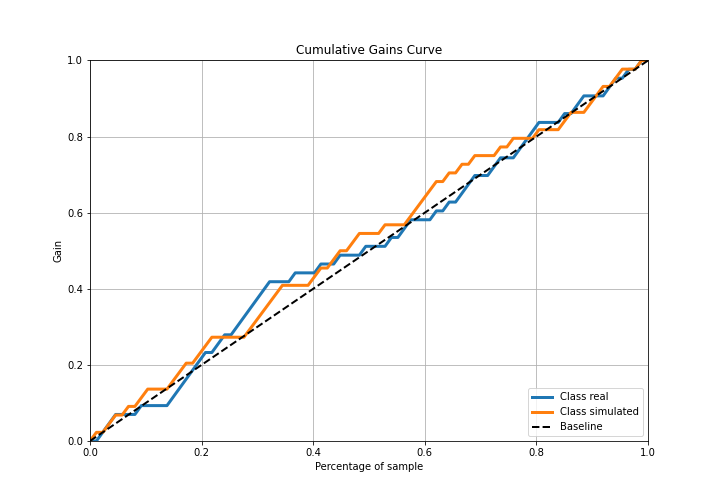 Cumulative Gains Curve
1.0
0.8
0.6
0.4
0.2
0.0
Gain
0.0 0.2 0.4 0.6 0.8 1.0
Percentage of sample
Class real
Class simulated
Baseline